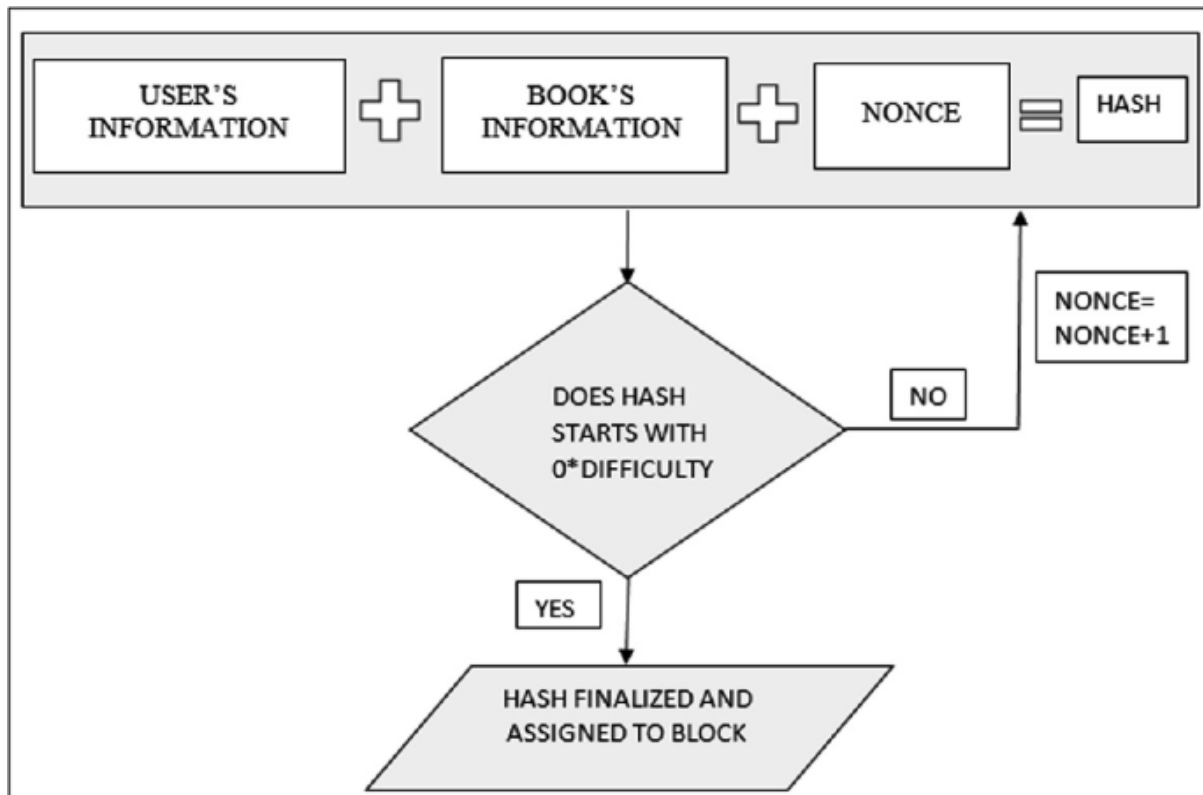 USER'S
INFORMATION
BOOK'S
INFORMATION
NONCE
HASH
NONCE=
NONCE+1
DOES HASH
STARTS WITH
0*DIFFICULTY
NO
YES
HASH FINALIZED AND
ASSIGNED TO BLOCK